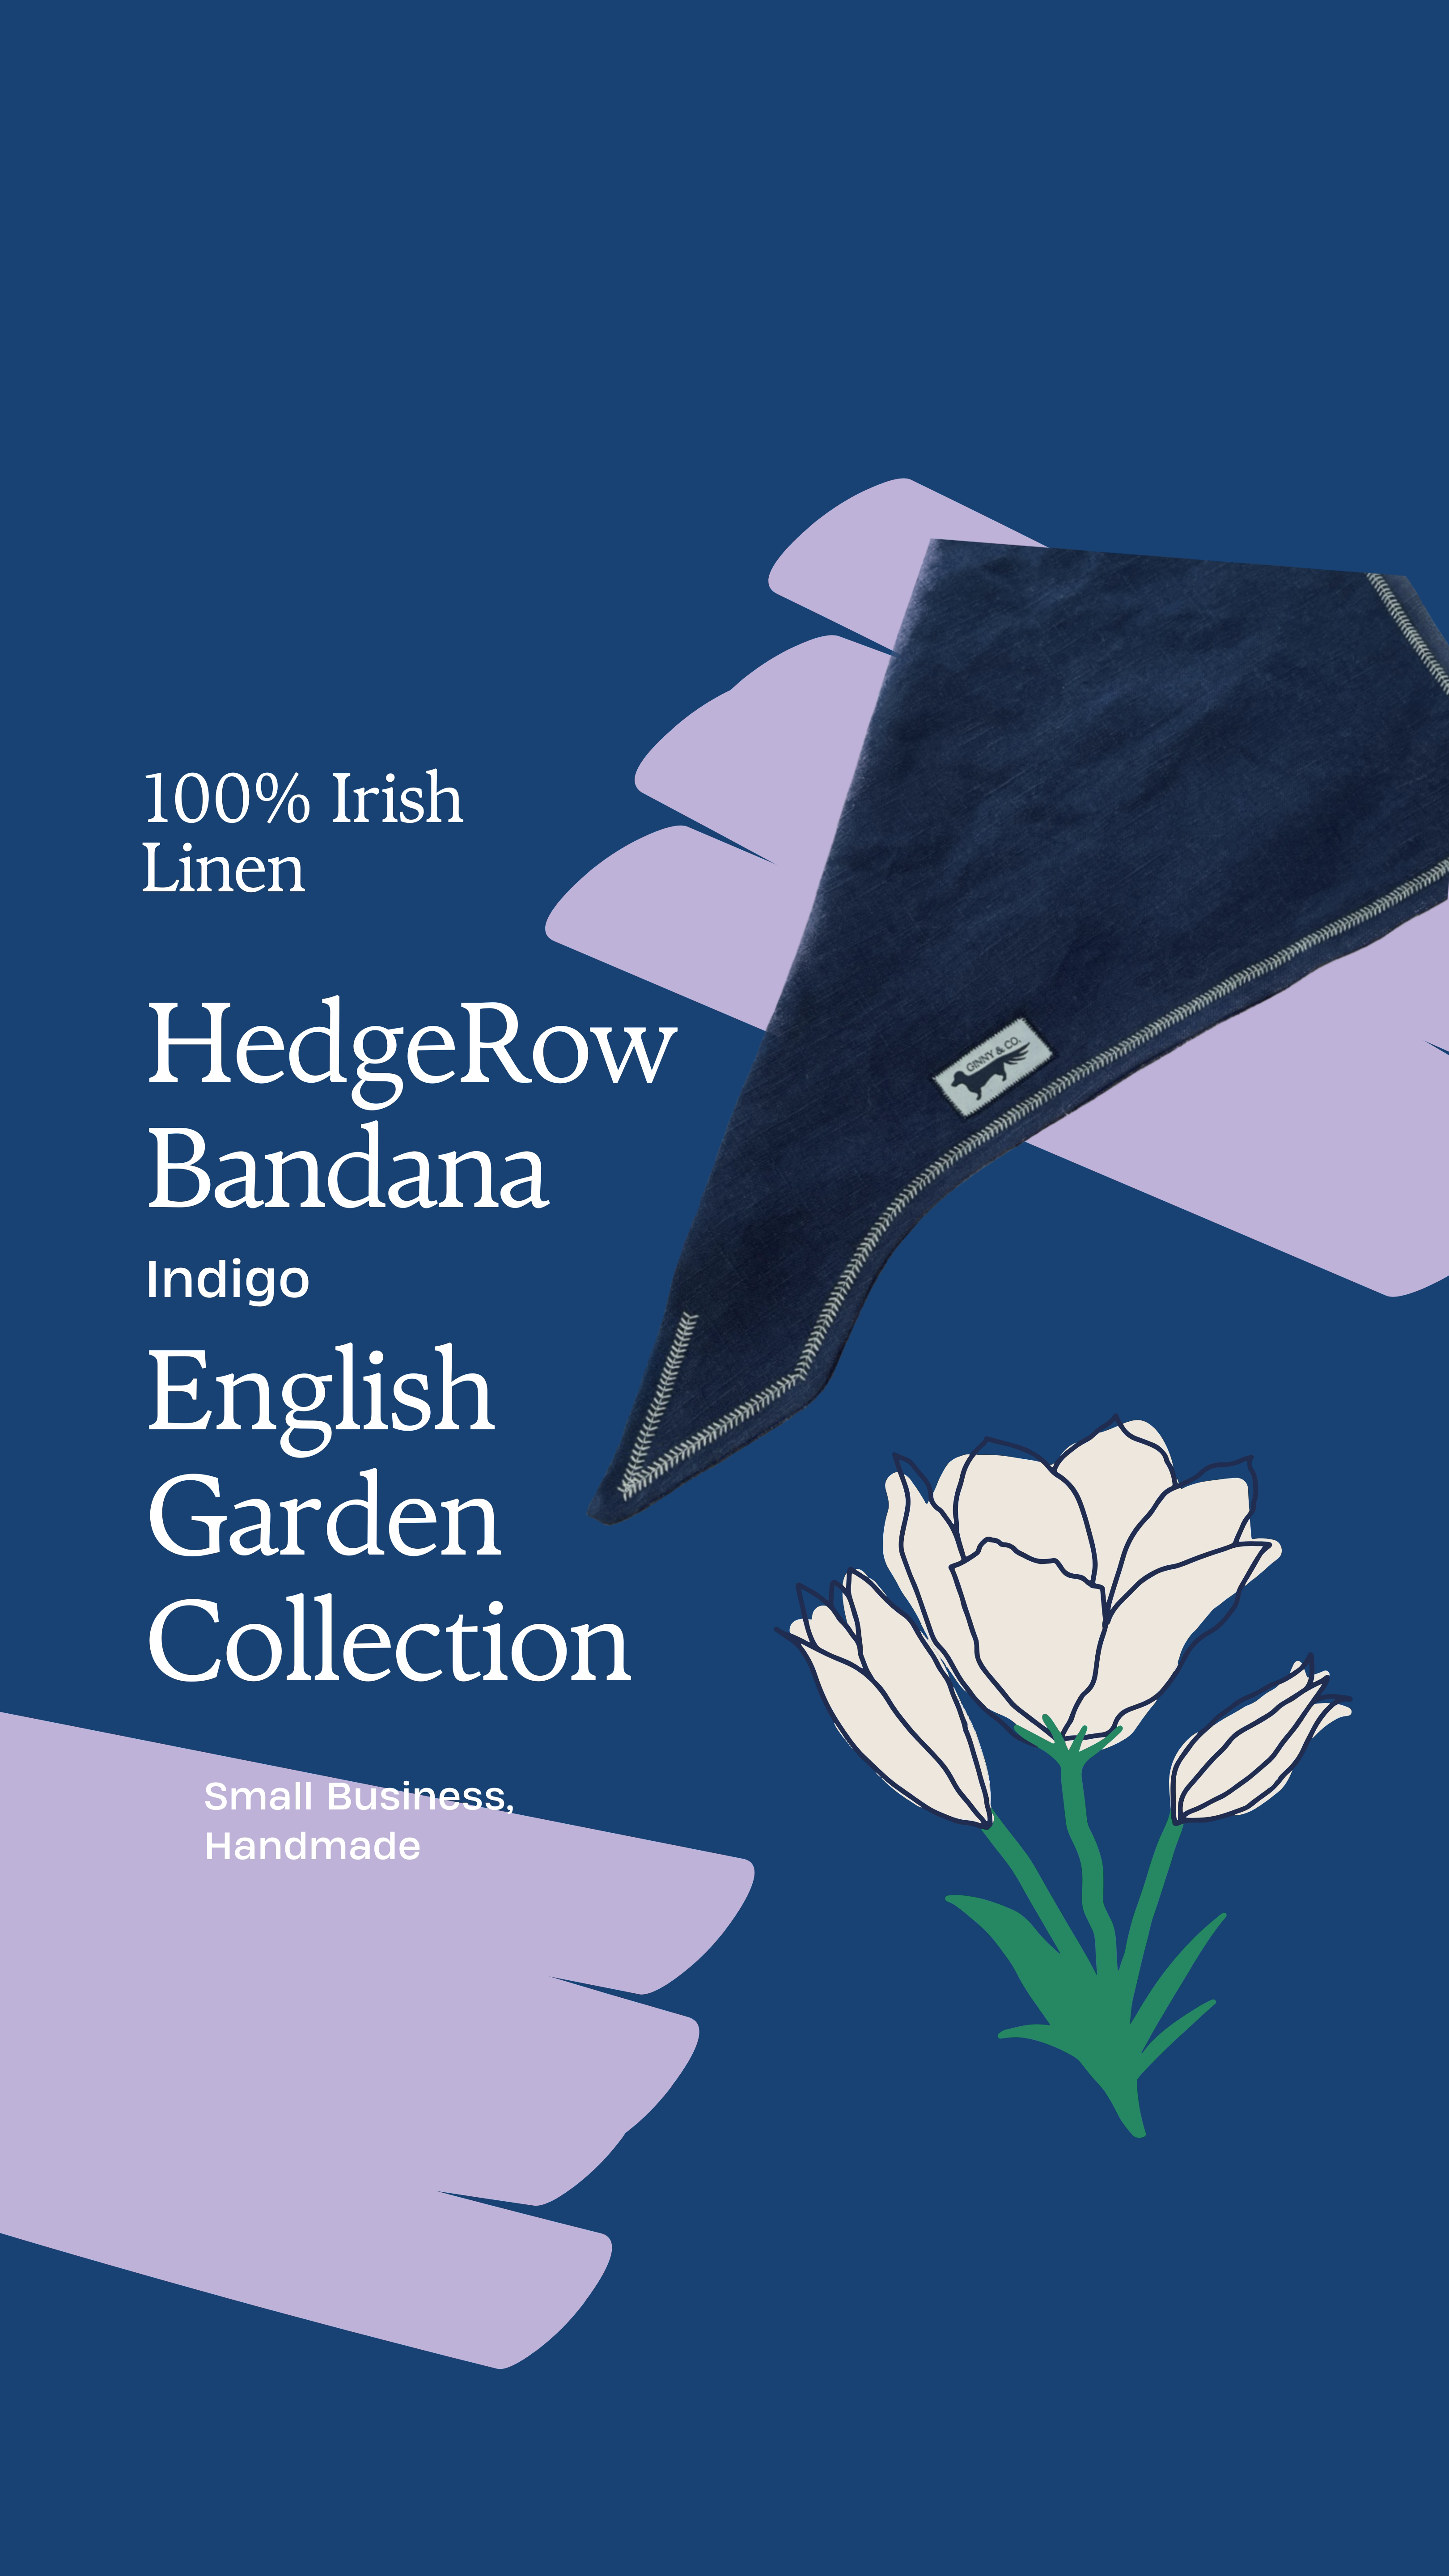 100% Irish
Linen
HedgeRow
Bandana
Indigo
English
Garden
Collection
Small Business,
Handmade
GINNY & CO.